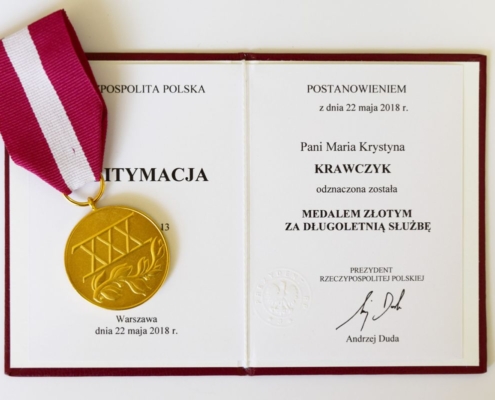 POSPOLITA POLSKA
ITYMACJA
13
Warszawa
dnia 22 maja 2018 r.
XXX
POSTANOWIENIEM
z dnia 22 maja 2018 r.
Pani Maria Krystyna
KRAWCZYK
odznaczona została
MEDALEM ZŁOTYM
ZA DŁUGOLETNIĄ SŁUŻBĘ
PREZYDENT
RZECZYPOSPOLITEJ POLSKIEJ
Andrzej Duda